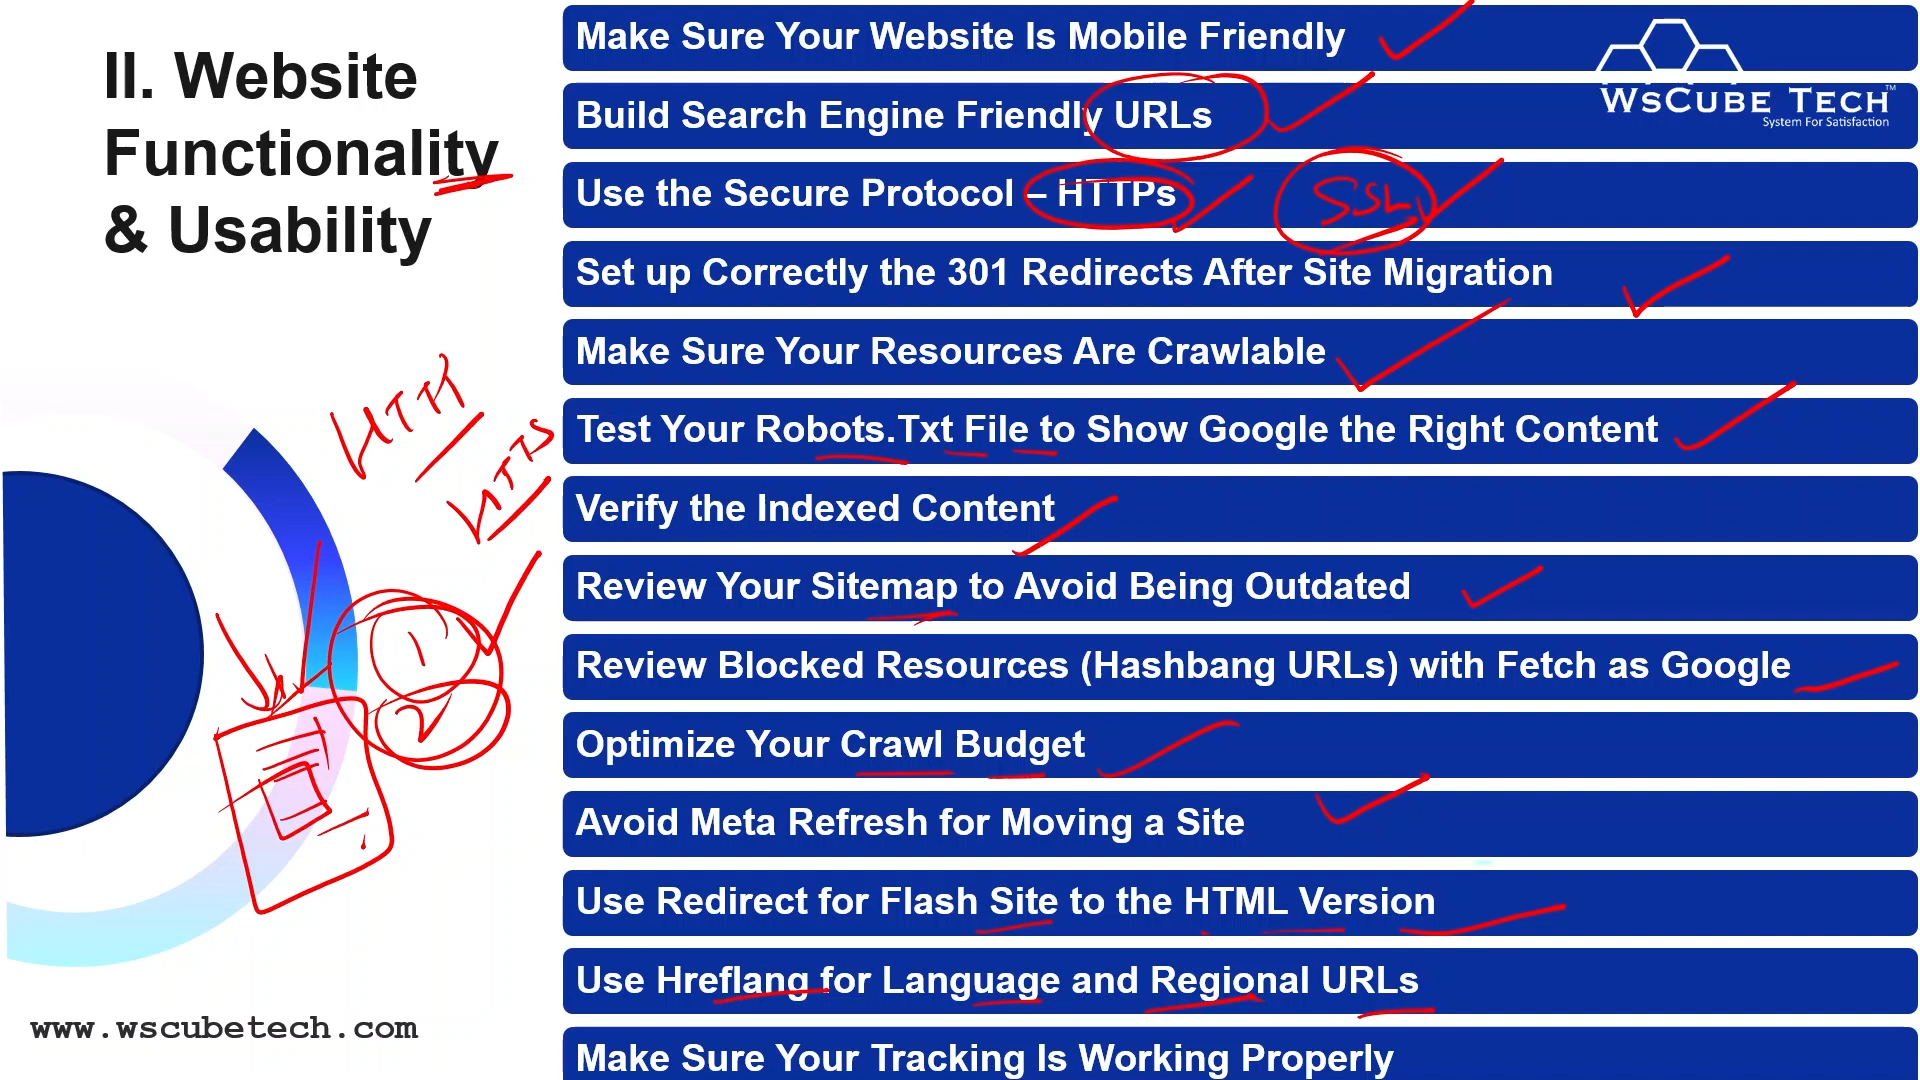 II. Website
Functionality
& Usability
Make Sure Your Website Is Mobile Friendly
Build Search Engine Friendly URLs
Use the Secure Protocol – HTTPs
SSL
Set up Correctly the 301 Redirects After Site Migration
Make Sure Your Resources Are Crawlable
Test Your Robots.Txt File to Show Google the Right Content
Verify the Indexed Content
Review Your Sitemap to Avoid Being Outdated
Review Blocked Resources (Hashbang URLs) with Fetch as Google
Optimize Your Crawl Budget
Avoid Meta Refresh for Moving a Site
Use Redirect for Flash Site to the HTML Version
Use Hreflang for Language and Regional URLs
Make Sure Your Tracking Is Working Properly
WSCUBE TECH™
System For Satisfaction
1
2
www.wscubetech.com